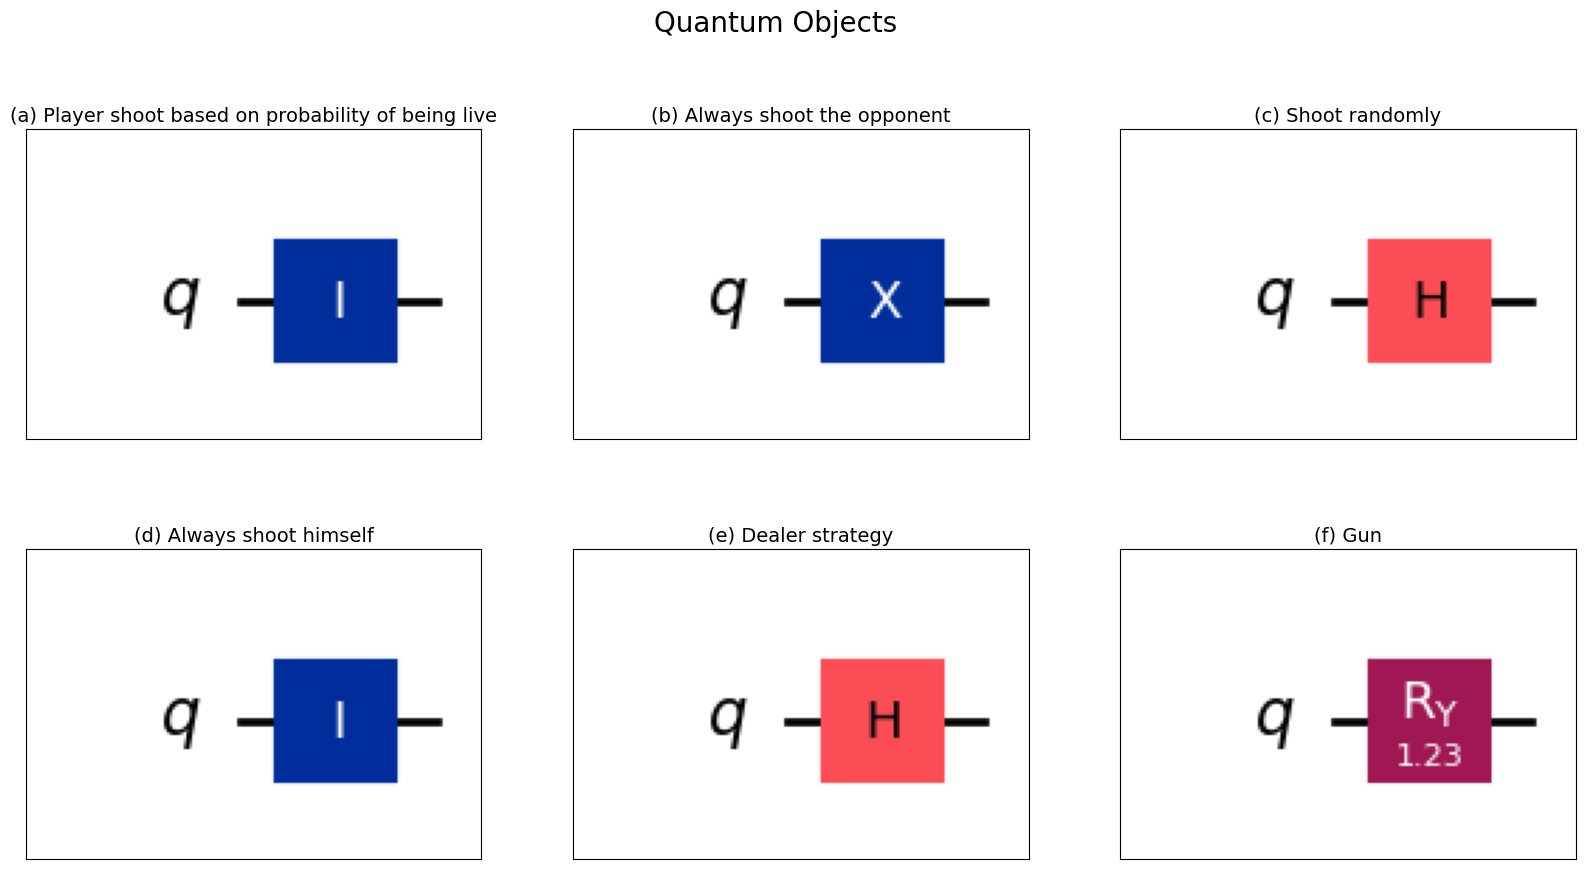 Quantum Objects
(a) Player shoot based on probability of being live
(b) Always shoot the opponent
(c) Shoot randomly
q
I
q
X
q
H
(d) Always shoot himself
(e) Dealer strategy
(f) Gun
q
I
q
H
q
RY
1.23